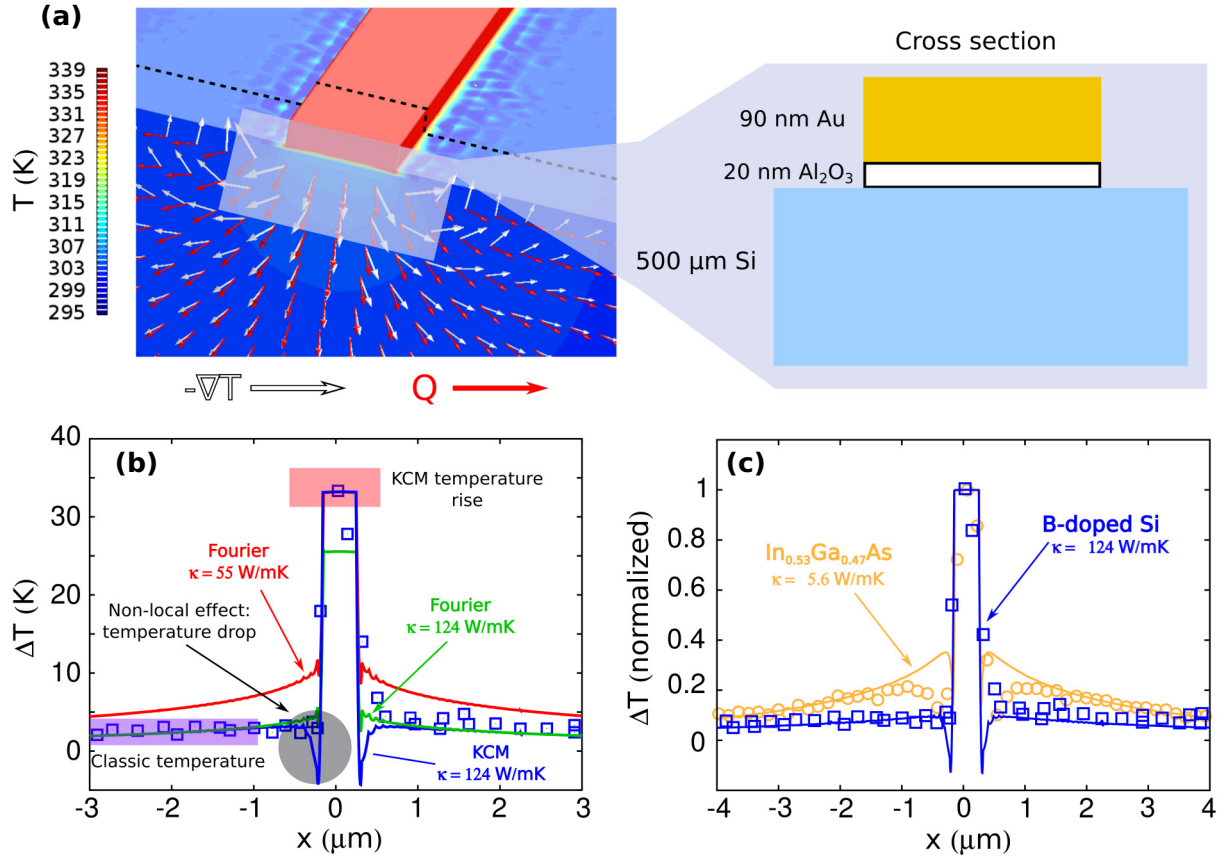 (a)
T (K)
339
335
331
327
323
319
315
311
307
303
299
295
-∇T
Q
Cross section
90 nm Au
20 nm Al₂O₃
500 μm Si
(b)
ΔT (K)
40
35
30
25
20
15
10
5
0
KCM temperature
rise
Fourier
κ = 55 W/mK
Non-local effect:
temperature drop
Fourier
κ = 124 W/mK
Classic temperature
KCM
κ = 124 W/mK
-3
-2
-1
0
1
2
3
x (μm)
(c)
ΔT (normalized)
1
0.8
0.6
0.4
0.2
0
B-doped Si
κ = 124 W/mK
In₀.₅₃Ga₀.₄₇As
κ = 5.6 W/mK
-4
-3
-2
-1
0
1
2
3
4
x (μm)